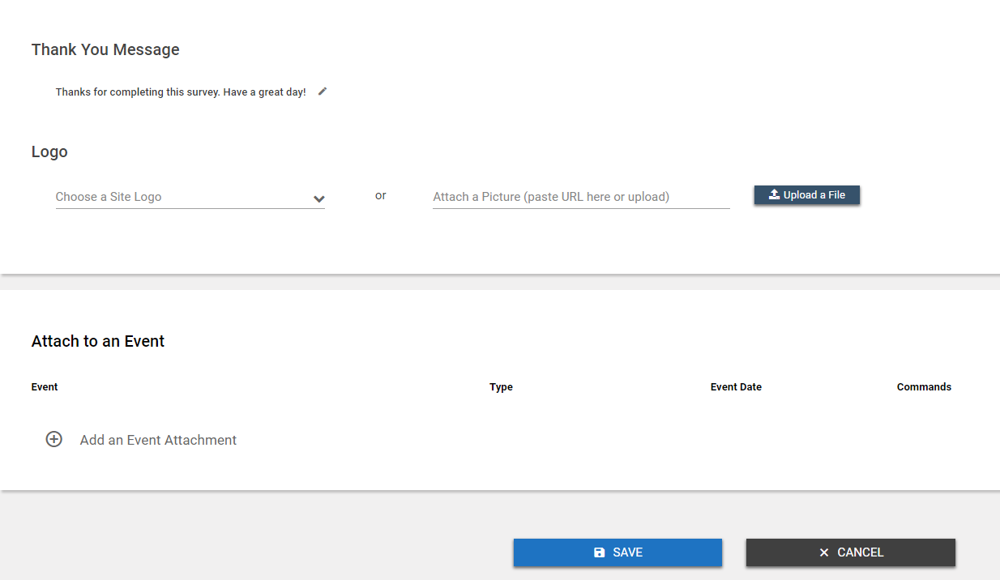 Thank You Message
Thanks for completing this survey. Have a great day!
Logo
Choose a Site Logo or Attach a Picture (paste URL here or upload) Upload a File
Attach to an Event
Event Type Event Date Commands
Add an Event Attachment
SAVE CANCEL